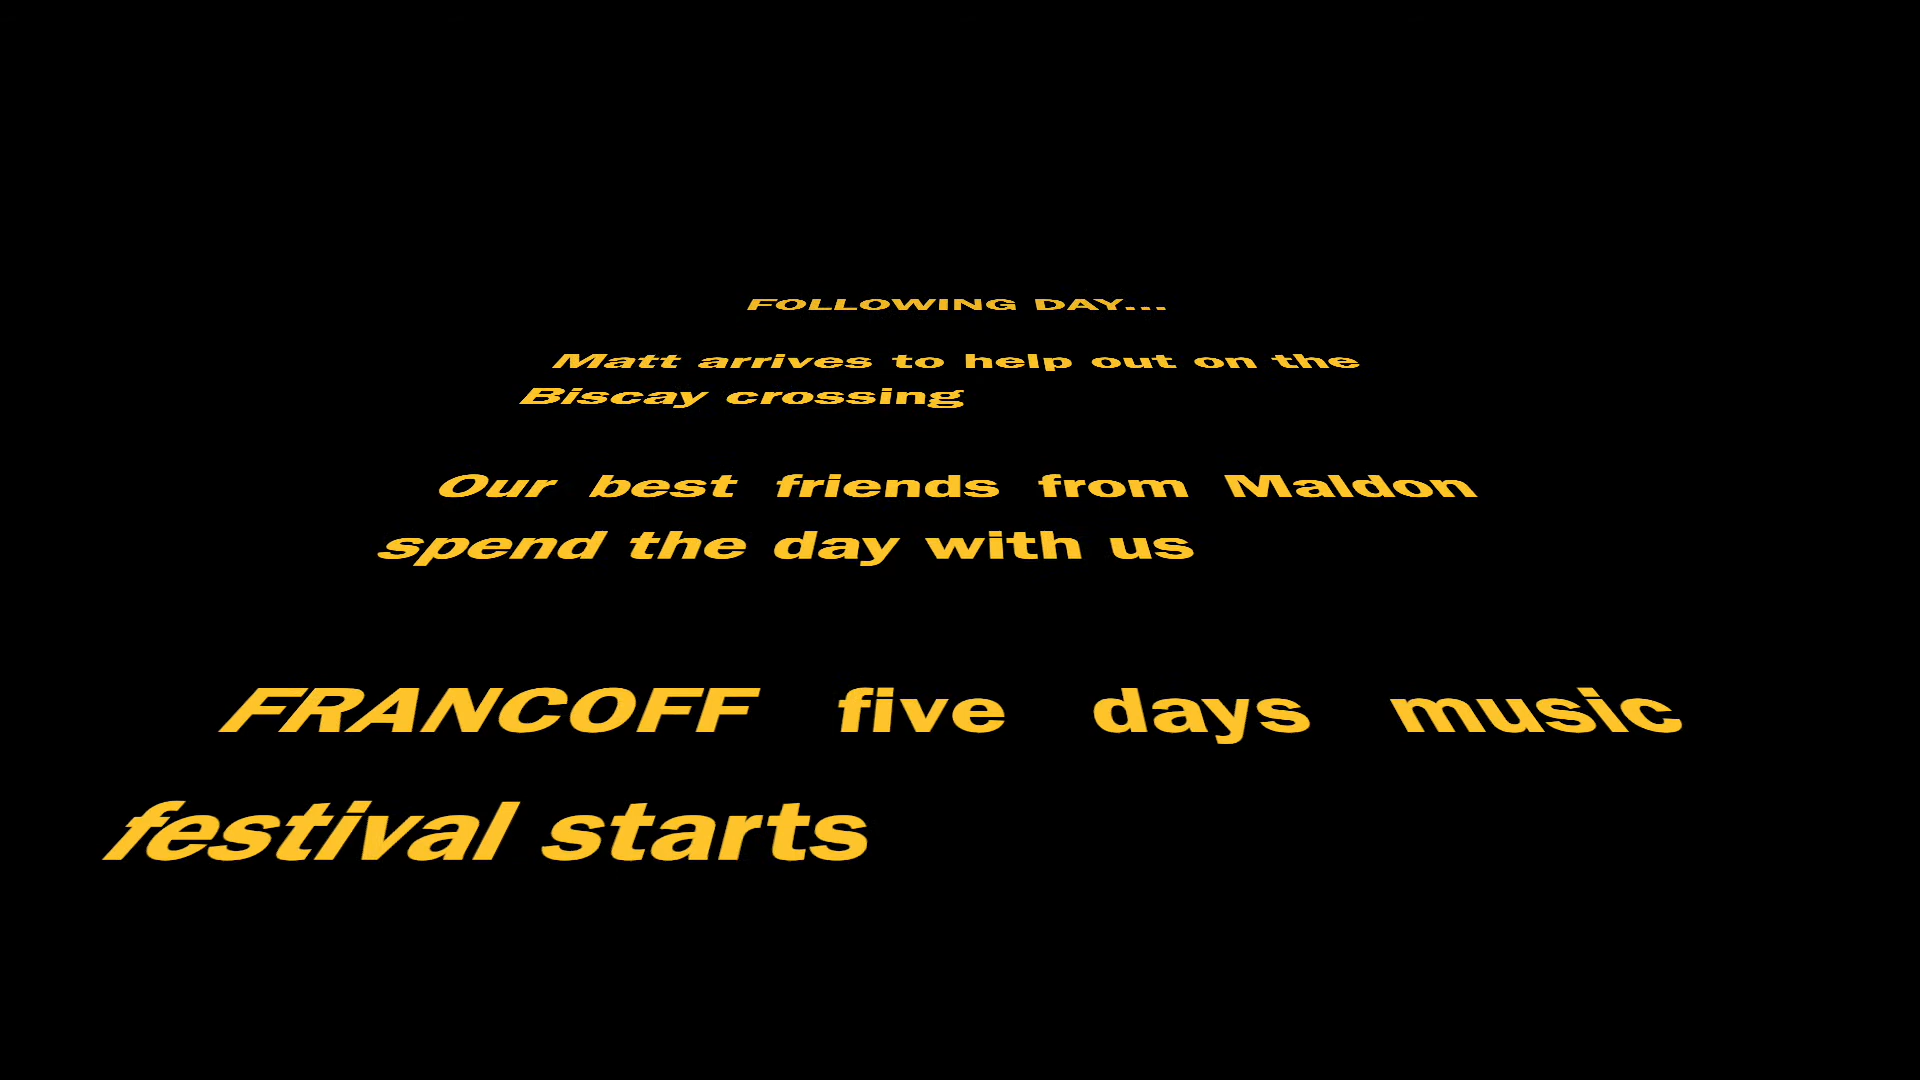 FOLLOWING DAY...
Matt arrives to help out on the
Biscay crossing
Our best friends from Maldon
spend the day with us
FRANCOFF five days music
festival starts